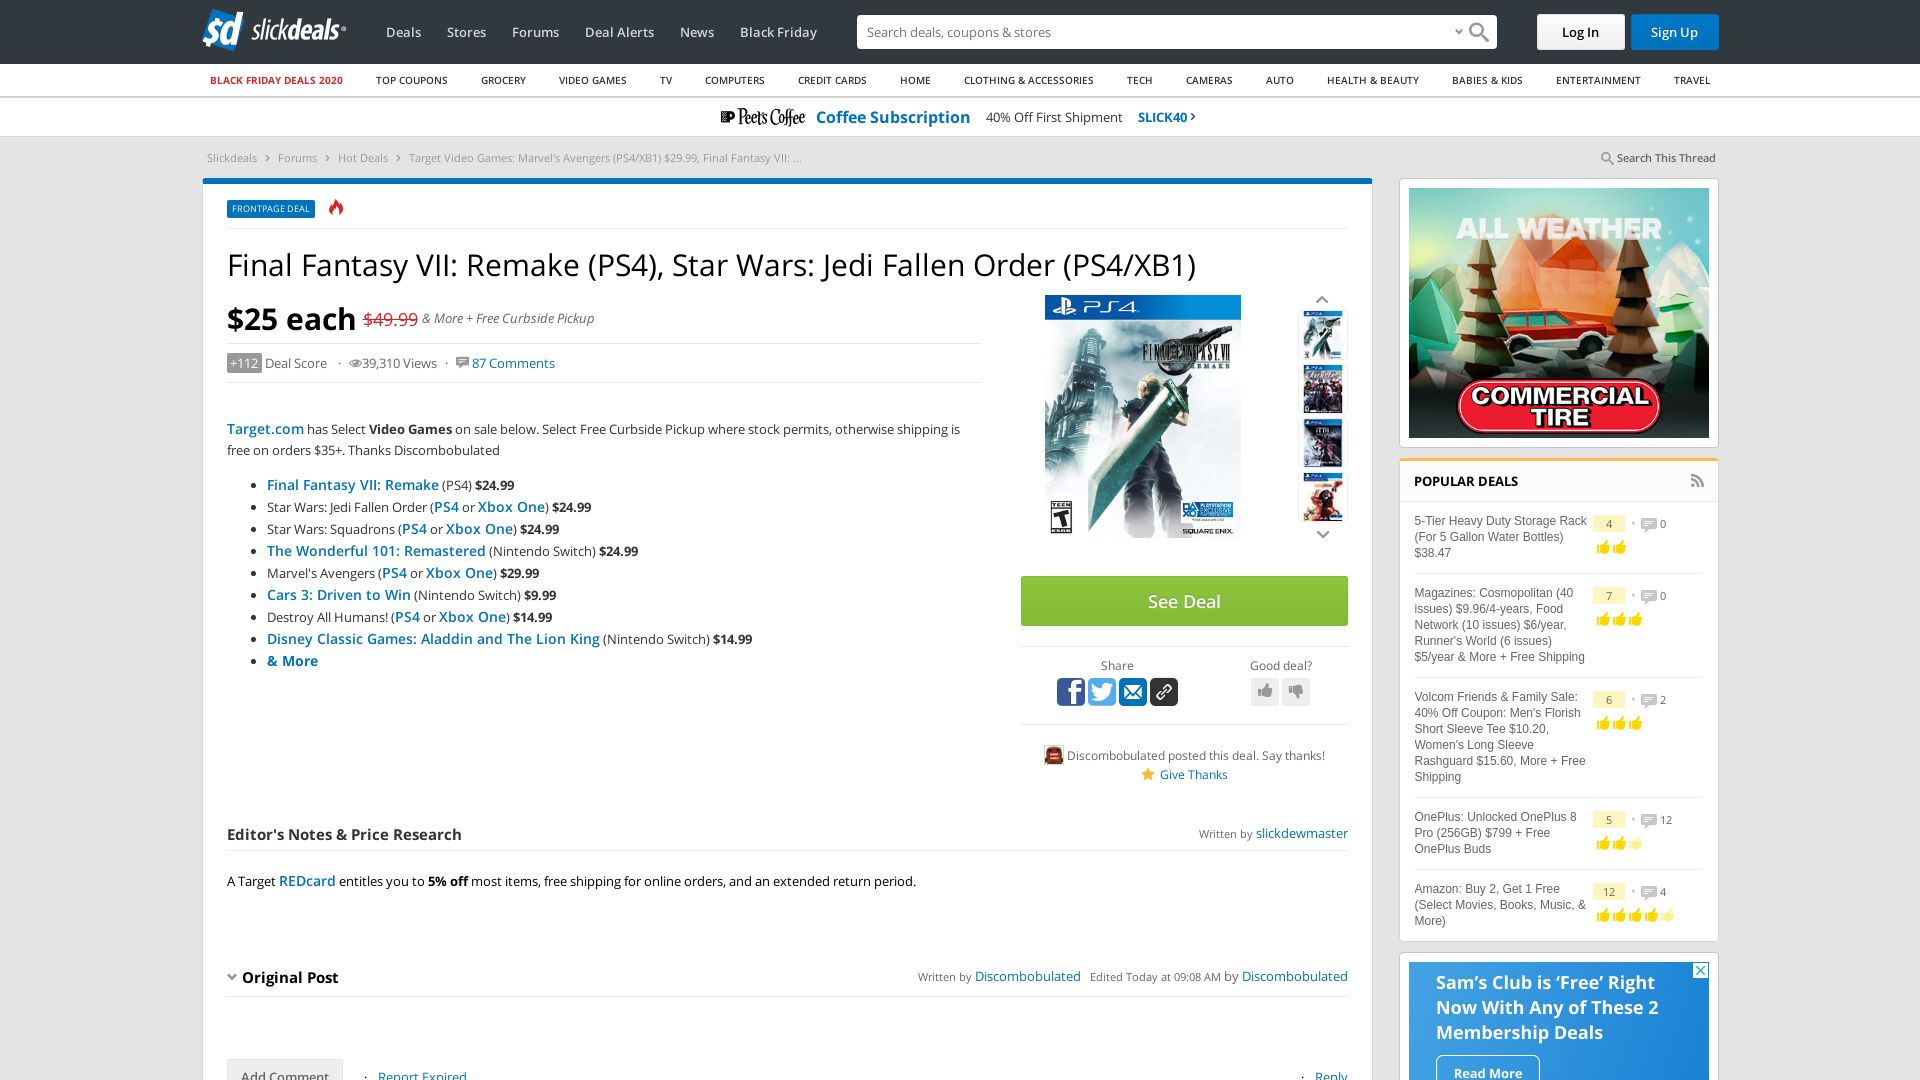 slickdeals
Deals Stores Forums Deal Alerts News Black Friday
Search deals, coupons & stores
Log In
Sign Up
BLACK FRIDAY DEALS 2020 TOP COUPONS GROCERY VIDEO GAMES TV COMPUTERS CREDIT CARDS HOME CLOTHING & ACCESSORIES TECH CAMERAS AUTO HEALTH & BEAUTY BABIES & KIDS ENTERTAINMENT TRAVEL
Peet's Coffee Coffee Subscription 40% Off First Shipment SLICK40
Slickdeals Forums Hot Deals Target Video Games: Marvel's Avengers (PS4/XB1) $29.99, Final Fantasy VII: ...
Search This Thread
FRONTPAGE DEAL
Final Fantasy VII: Remake (PS4), Star Wars: Jedi Fallen Order (PS4/XB1)
$25 each $49.99 & More + Free Curbside Pickup
+112 Deal Score · 39,310 Views · 87 Comments
Target.com has Select Video Games on sale below. Select Free Curbside Pickup where stock permits, otherwise shipping is
free on orders $35+. Thanks Discombobulated
Final Fantasy VII: Remake (PS4) $24.99
Star Wars: Jedi Fallen Order (PS4 or Xbox One) $24.99
Star Wars: Squadrons (PS4 or Xbox One) $24.99
The Wonderful 101: Remastered (Nintendo Switch) $24.99
Marvel's Avengers (PS4 or Xbox One) $29.99
Cars 3: Driven to Win (Nintendo Switch) $9.99
Destroy All Humans! (PS4 or Xbox One) $14.99
Disney Classic Games: Aladdin and The Lion King (Nintendo Switch) $14.99
& More
PS4
FINAL FANTASY VII
REMAKE
TEEN
T
SQUARE ENIX.
See Deal
Share
Good deal?
Discombobulated posted this deal. Say thanks!
Give Thanks
Editor's Notes & Price Research
Written by slickdewmaster
A Target REDcard entitles you to 5% off most items, free shipping for online orders, and an extended return period.
Original Post
Written by Discombobulated Edited Today at 09:08 AM by Discombobulated
Add Comment · Report Expired
· Reply
ALL WEATHER
COMMERCIAL
TIRE
POPULAR DEALS
5-Tier Heavy Duty Storage Rack
(For 5 Gallon Water Bottles)
$38.47
4 • 0
Magazines: Cosmopolitan (40
issues) $9.96/4-years, Food
Network (10 issues) $6/year,
Runner's World (6 issues)
$5/year & More + Free Shipping
7 • 0
Volcom Friends & Family Sale:
40% Off Coupon: Men's Florish
Short Sleeve Tee $10.20,
Women's Long Sleeve
Rashguard $15.60, More + Free
Shipping
6 • 2
OnePlus: Unlocked OnePlus 8
Pro (256GB) $799 + Free
OnePlus Buds
5 • 12
Amazon: Buy 2, Get 1 Free
(Select Movies, Books, Music, &
More)
12 • 4
Sam's Club is ‘Free’ Right
Now With Any of These 2
Membership Deals
Read More